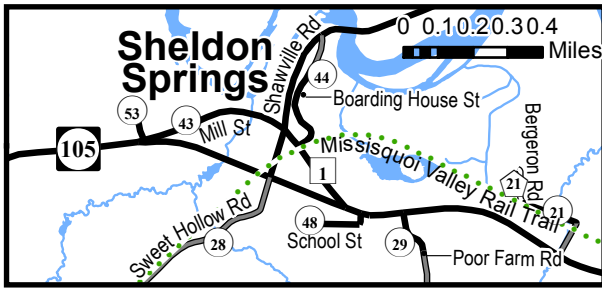 Sheldon
Springs
Shawville Rd
0 0.1 0.2 0.3 0.4
Miles
44
Boarding House St
53
43
Mill St
105
Missisquoi Valley Rail Trail
Bergeron Rd
1
21
21
Sweet Hollow Rd
28
48
School St
29
Poor Farm Rd